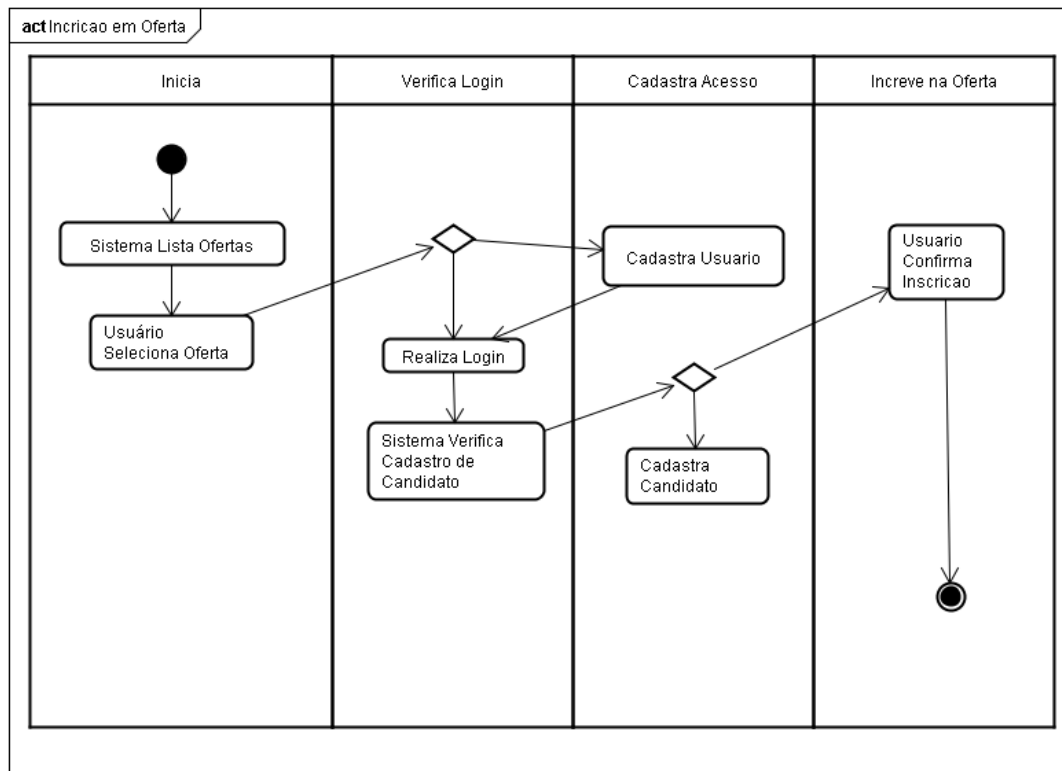 act Incricao em Oferta
Inicia
Verifica Login
Cadastra Acesso
Increve na Oferta
Sistema Lista Ofertas
Usuário
Seleciona Oferta
Cadastra Usuario
Usuario
Confirma
Inscricao
Realiza Login
Sistema Verifica
Cadastro de
Candidato
Cadastra
Candidato